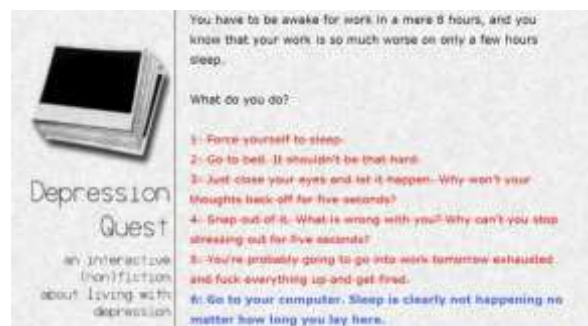 You have to be awake for work in a mere 8 hours, and you
know that your work is so much worse on only a few hours
sleep.
What do you do?
1: Force yourself to sleep.
2: Go to bed. It shouldn't be that hard.
3: Just close your eyes and let it happen. Why won't your
thoughts back off for five seconds?
4: Snap out of it. What is wrong with you? Why can't you stop
stressing out for five seconds?
5: You're probably going to go into work tomorrow exhausted
and fuck everything up and get fired.
6: Go to your computer. Sleep is clearly not happening no
matter how long you lay here.
Depression
Quest
an interactive
(non)fiction
about living with
depression